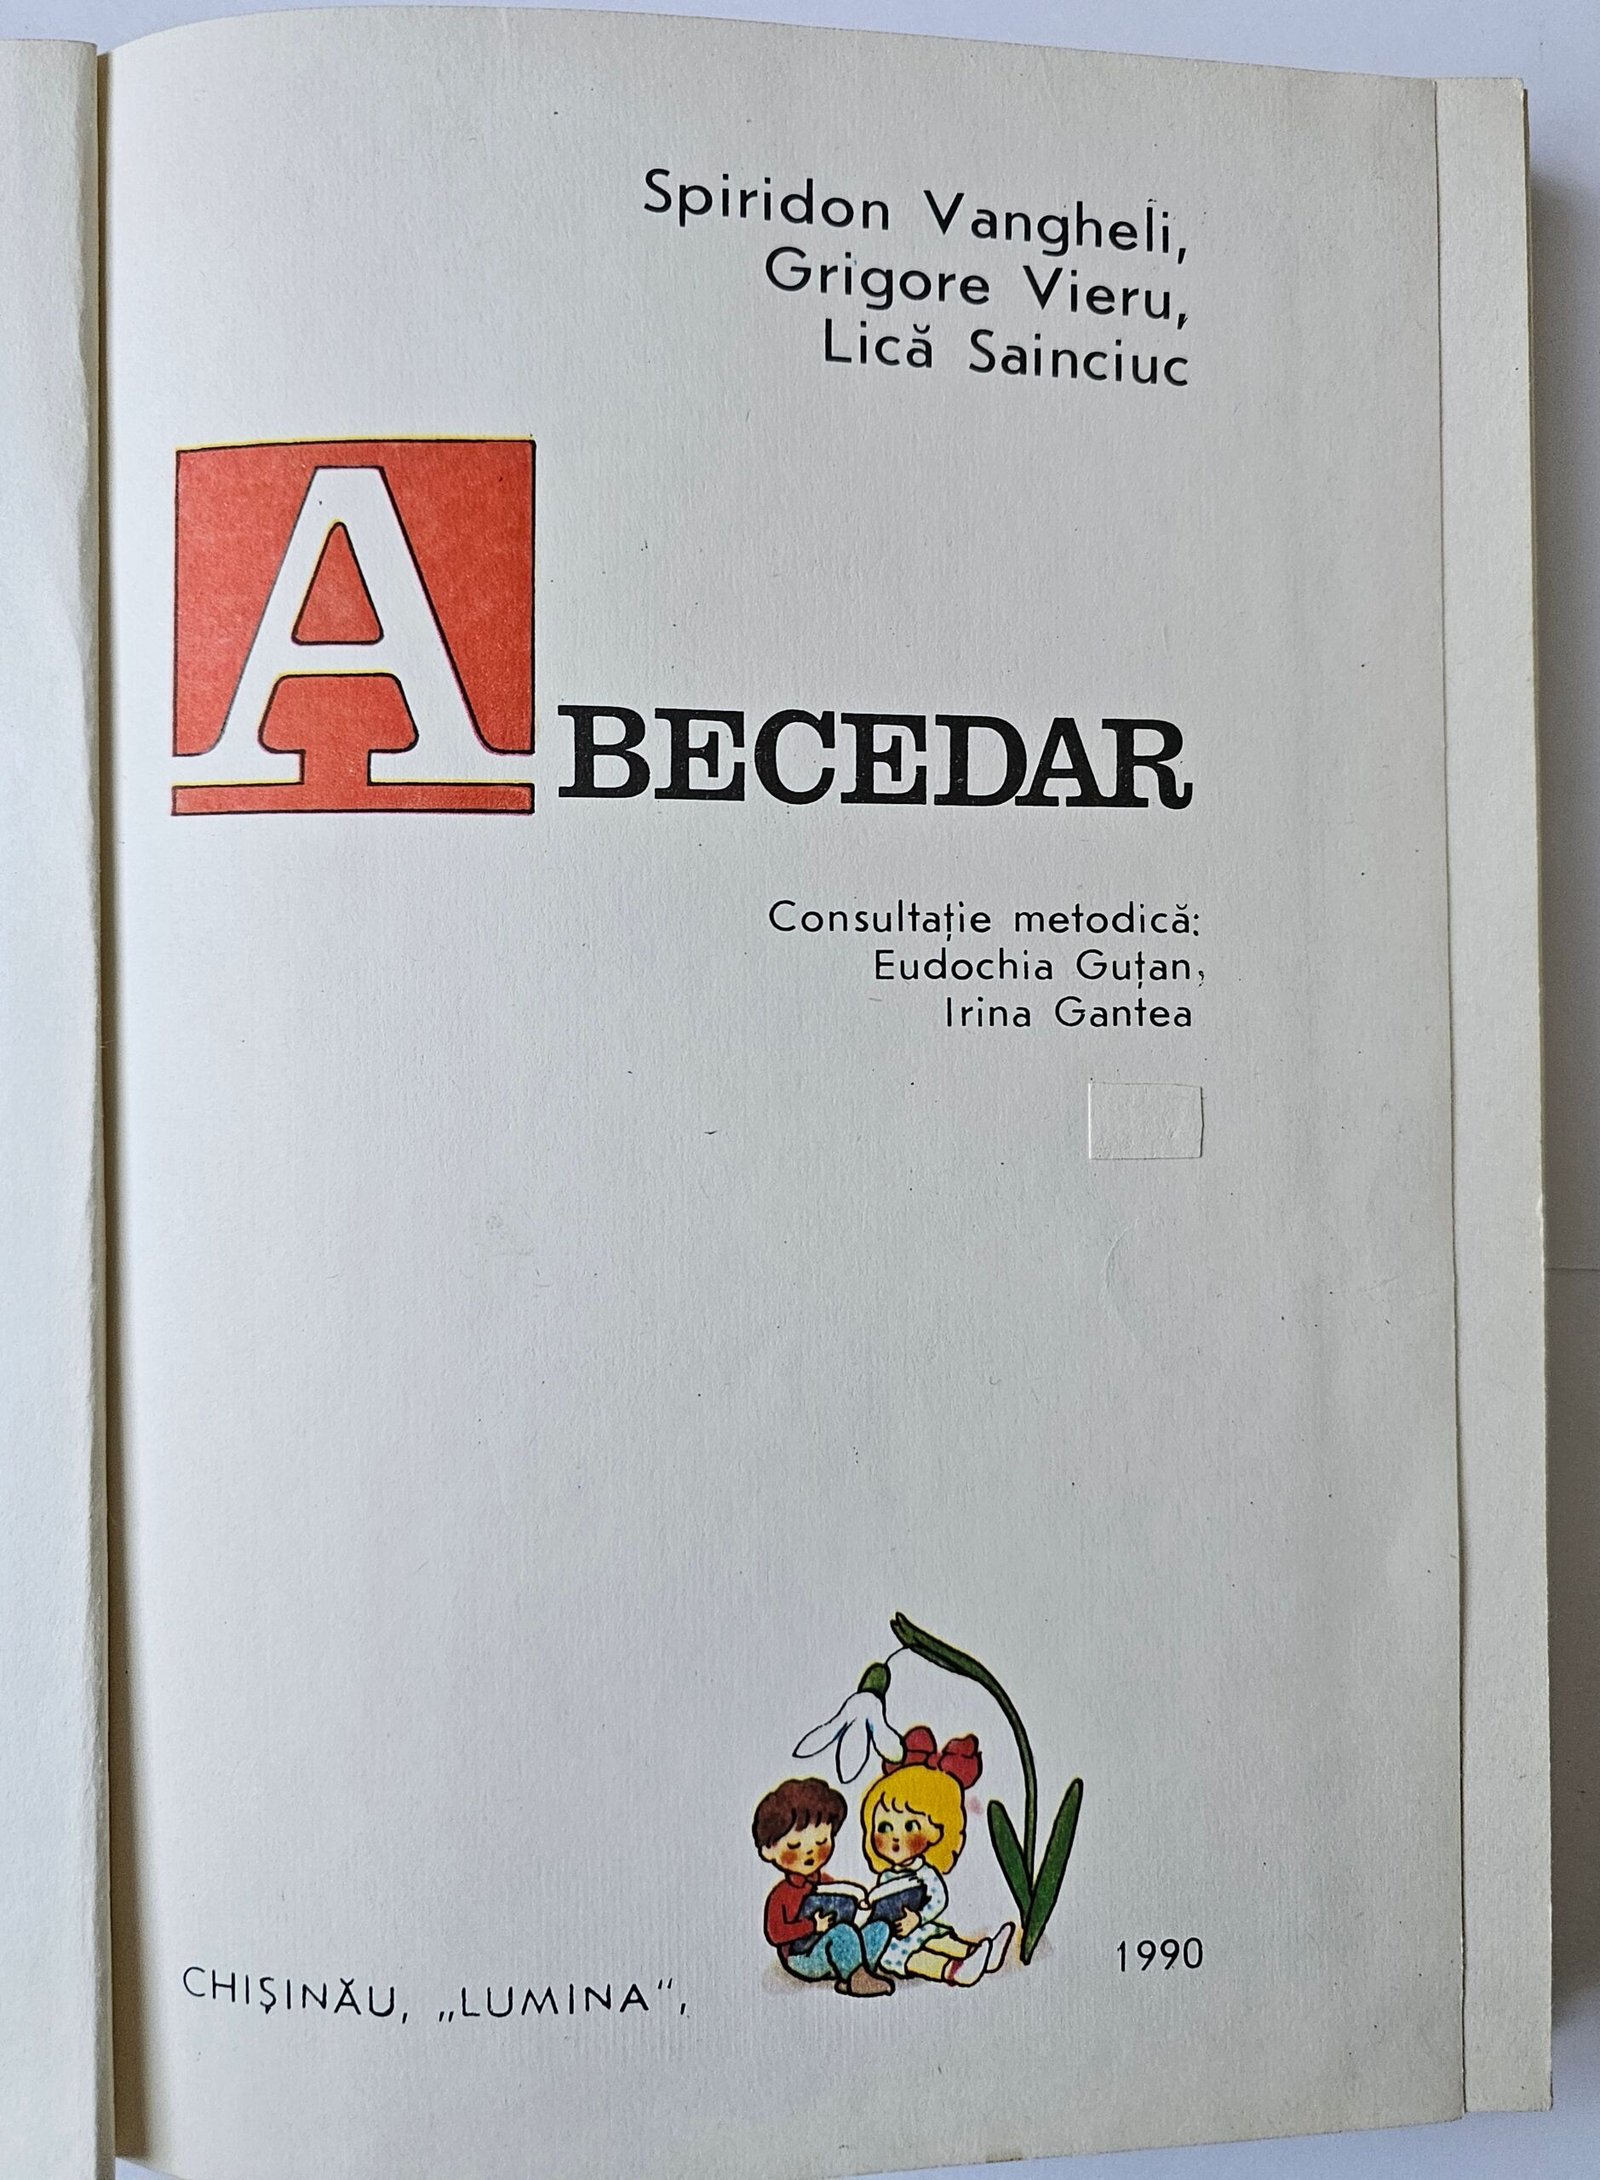 Spiridon Vangheli,
Grigore Vieru,
Lică Sainciuc
ABECEDAR
Consultație metodică:
Eudochia Guțan,
Irina Gantea
CHIȘINĂU, „LUMINA“,
1990